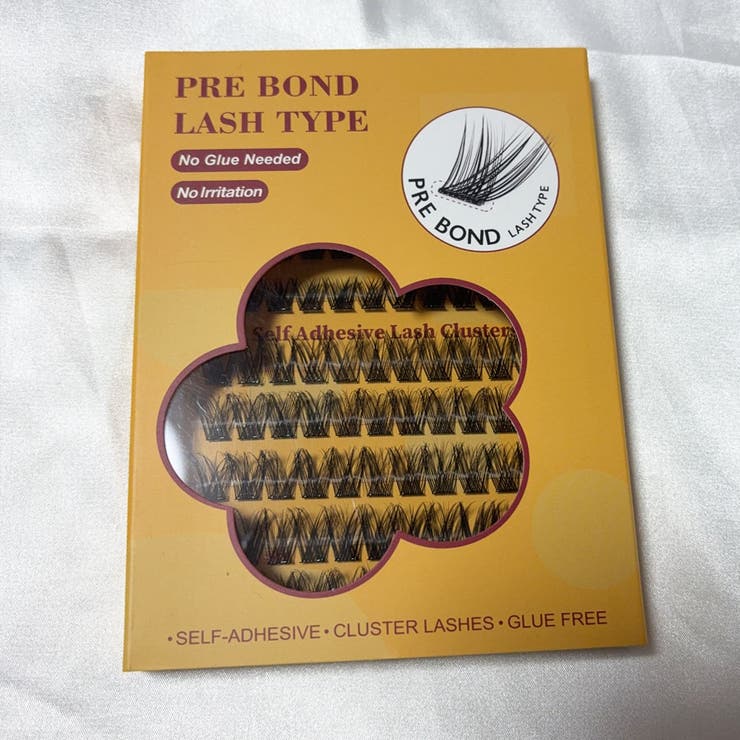 PRE BOND
LASH TYPE
No Glue Needed
No Irritation
PRE BOND LASH TYPE
Self Adhesive Lash Clusters
•SELF-ADHESIVE• CLUSTER LASHES • GLUE FREE